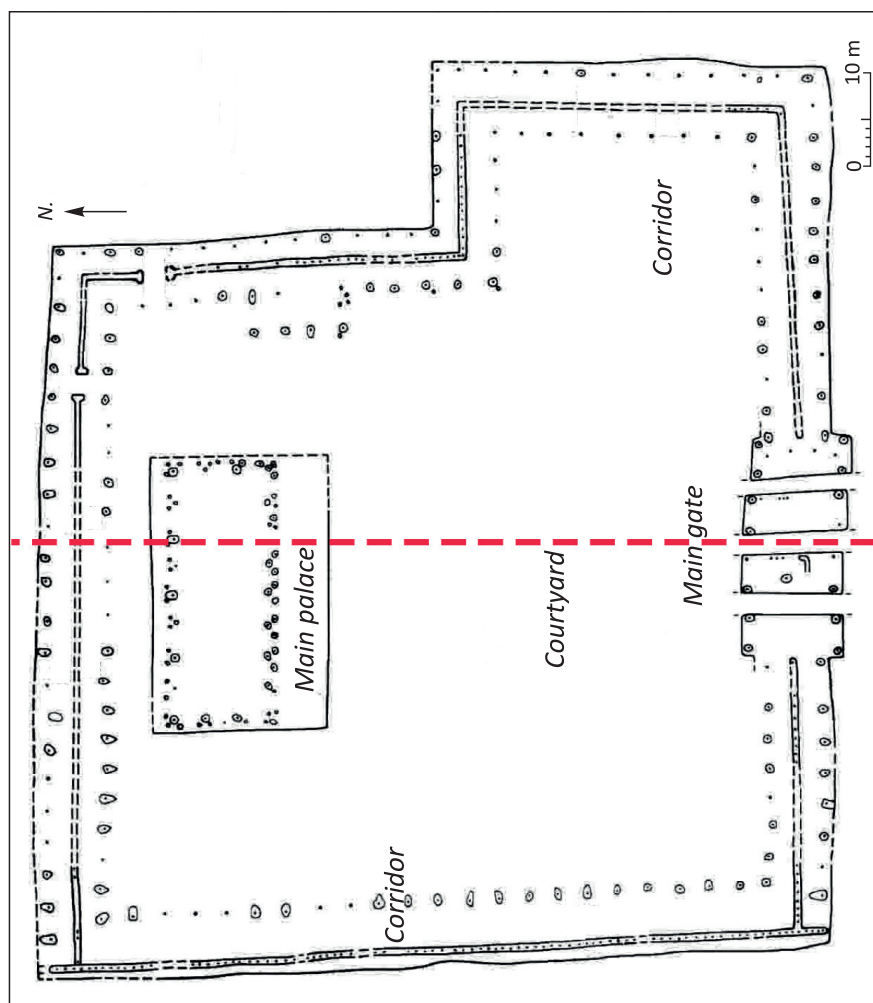 N.
Main palace
Courtyard
Main gate
Corridor
Corridor
0 10 m